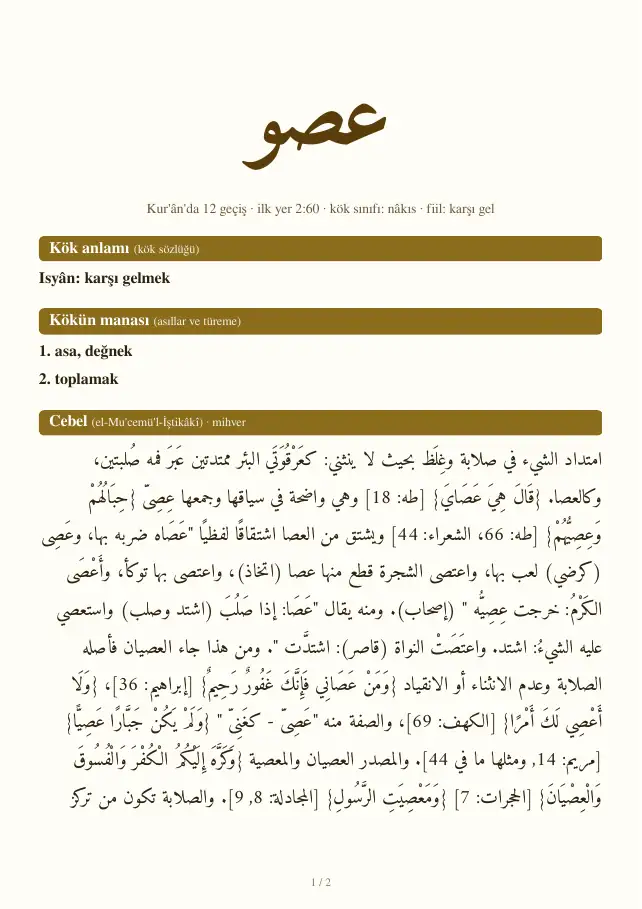 عصو
Kur'ân'da 12 geçiş · ilk yer 2:60 · kök sınıfı: nâkıs · fiil: karşı gel
Kök anlamı (kök sözlüğü)
Isyân: karşı gelmek
Kökün manası (asıllar ve türeme)
1. asa, değnek
2. toplamak
Cebel (el-Mu'cemü'l-İştikâkî) · mihver
امتداد الشيء في صلابة وغِلَظ بحيث لا ينثني: كعَرْقُوَتَي البئر ممتدتين عَبَرَ فمه صُلبتين،
وكالعصا. {قَالَ هِيَ عَصَايَ} [طه: 18] وهي واضحة في سياقها وجمعها عِصِىّ {حِبَالُهُمْ
وَعِصِيُّهُمْ} [طه: 66، الشعراء: 44] ويشتق من العصا اشتقاقًا لفظيًا "عَصَاه ضربه بها، وعَصِى
(كرضي) لعب بها، واعتصى الشجرة قطع منها عصا (اتخاذ)، واعتصى بها توكأ، وأَعْصَى
الكَرْمُ: خرجت عِصِيُّه " (إصحاب). ومنه يقال "عَصَا: إذا صَلُبَ (اشتد وصلب) واستعصي
عليه الشيءُ: اشتد. واعتَصَتْ النواة (قاصر): اشتدَّت ". ومن هذا جاء العصيان فأصله
الصلابة وعدم الانثناء أو الانقياد {وَمَنْ عَصَانِي فَإِنَّكَ غَفُورٌ رَحِيمٌ} [إبراهيم: 36]، {وَلَا
أَعْصِي لَكَ أَمْرًا} [الكهف: 69]، والصفة منه "عَصِىّ - كغَنِىّ " {وَلَمْ يَكُنْ جَبَّارًا عَصِيًّا}
[مريم: 14, ومثلها ما في 44]. والمصدر العصيان والمعصية {وَكَرَّهَ إِلَيْكُمُ الْكُفْرَ وَالْفُسُوقَ
وَالْعِصْيَانَ} [الحجرات: 7] {وَمَعْصِيَتِ الرَّسُولِ} [المجادلة: 8, 9]. والصلابة تكون من تركز
1 / 2